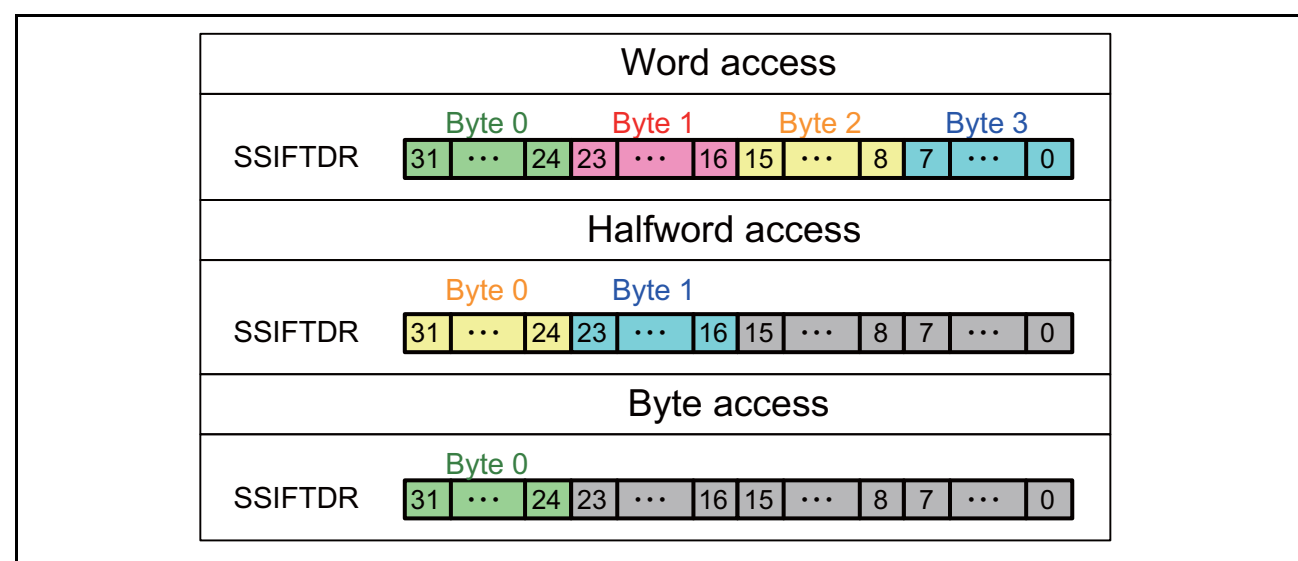 Word access
Byte 0 Byte 1 Byte 2 Byte 3
SSIFTDR 31 ··· 24 23 ··· 16 15 ··· 8 7 ··· 0
Halfword access
Byte 0 Byte 1
SSIFTDR 31 ··· 24 23 ··· 16 15 ··· 8 7 ··· 0
Byte access
Byte 0
SSIFTDR 31 ··· 24 23 ··· 16 15 ··· 8 7 ··· 0